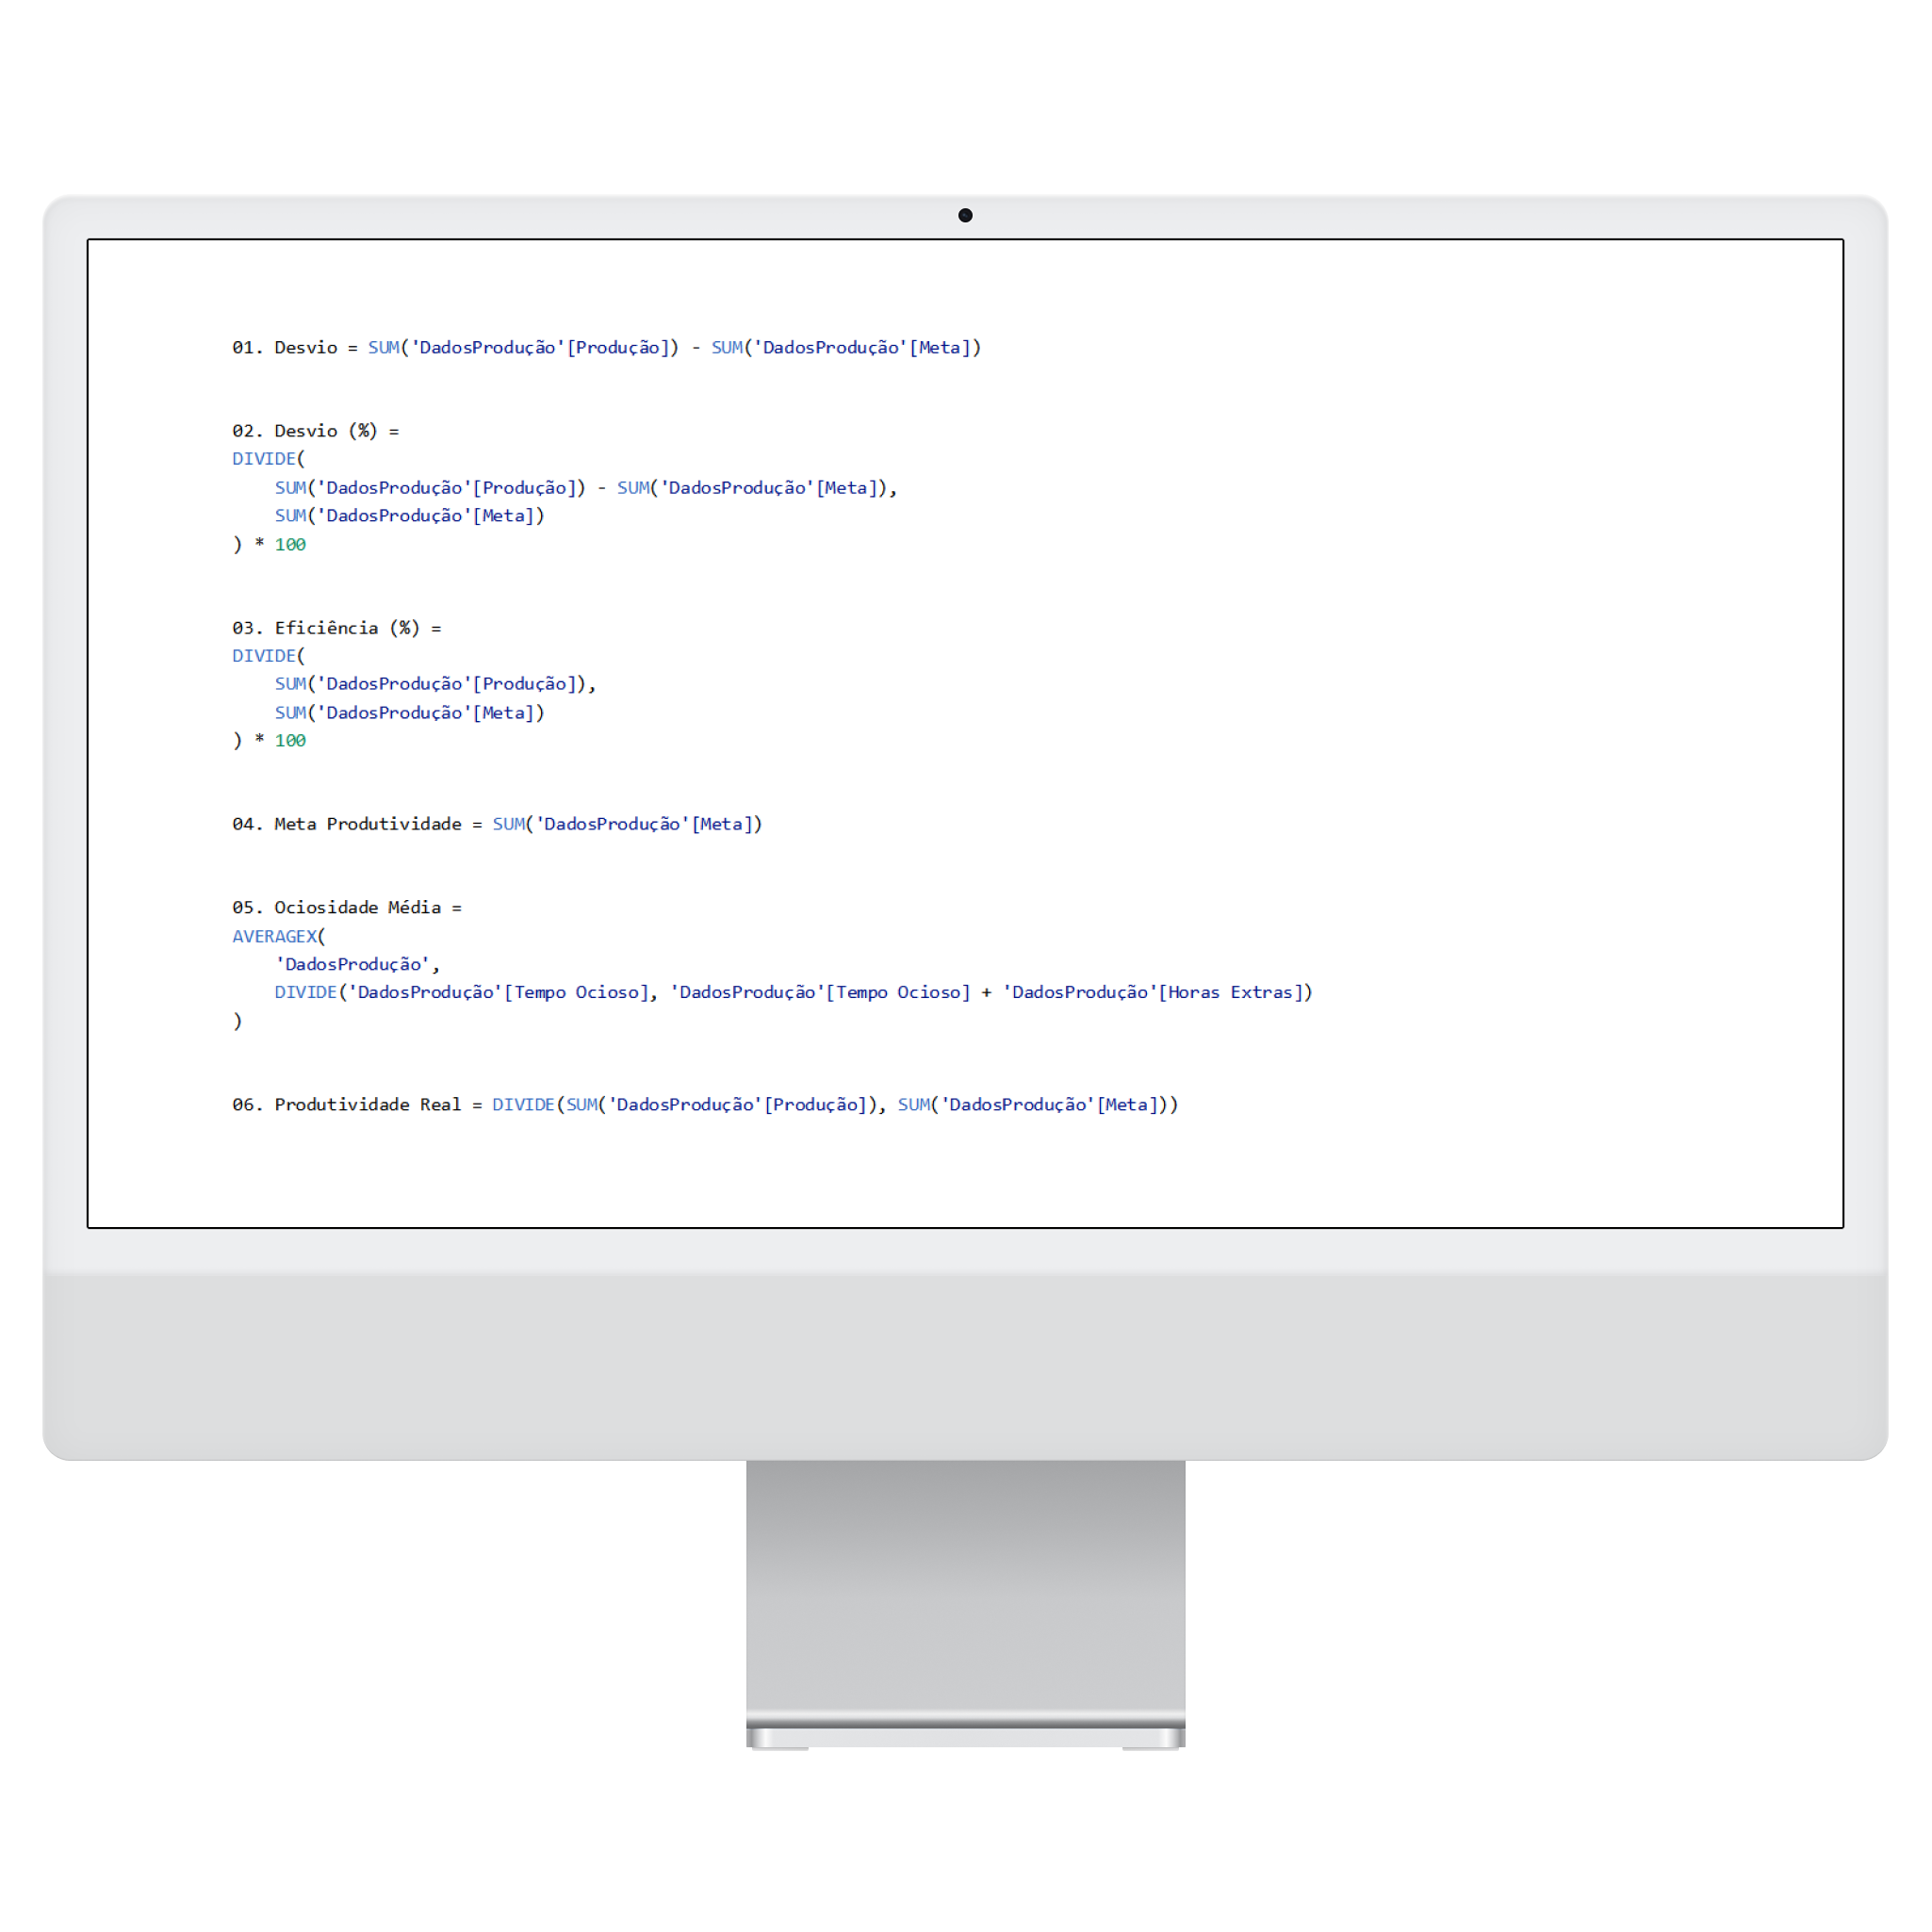 01. Desvio = SUM('DadosProdução'[Produção]) - SUM('DadosProdução'[Meta])
02. Desvio (%) =
DIVIDE(
    SUM('DadosProdução'[Produção]) - SUM('DadosProdução'[Meta]),
    SUM('DadosProdução'[Meta])
) * 100
03. Eficiência (%) =
DIVIDE(
    SUM('DadosProdução'[Produção]),
    SUM('DadosProdução'[Meta])
) * 100
04. Meta Produtividade = SUM('DadosProdução'[Meta])
05. Ociosidade Média =
AVERAGEX(
    'DadosProdução',
    DIVIDE('DadosProdução'[Tempo Ocioso], 'DadosProdução'[Tempo Ocioso] + 'DadosProdução'[Horas Extras])
)
06. Produtividade Real = DIVIDE(SUM('DadosProdução'[Produção]), SUM('DadosProdução'[Meta]))